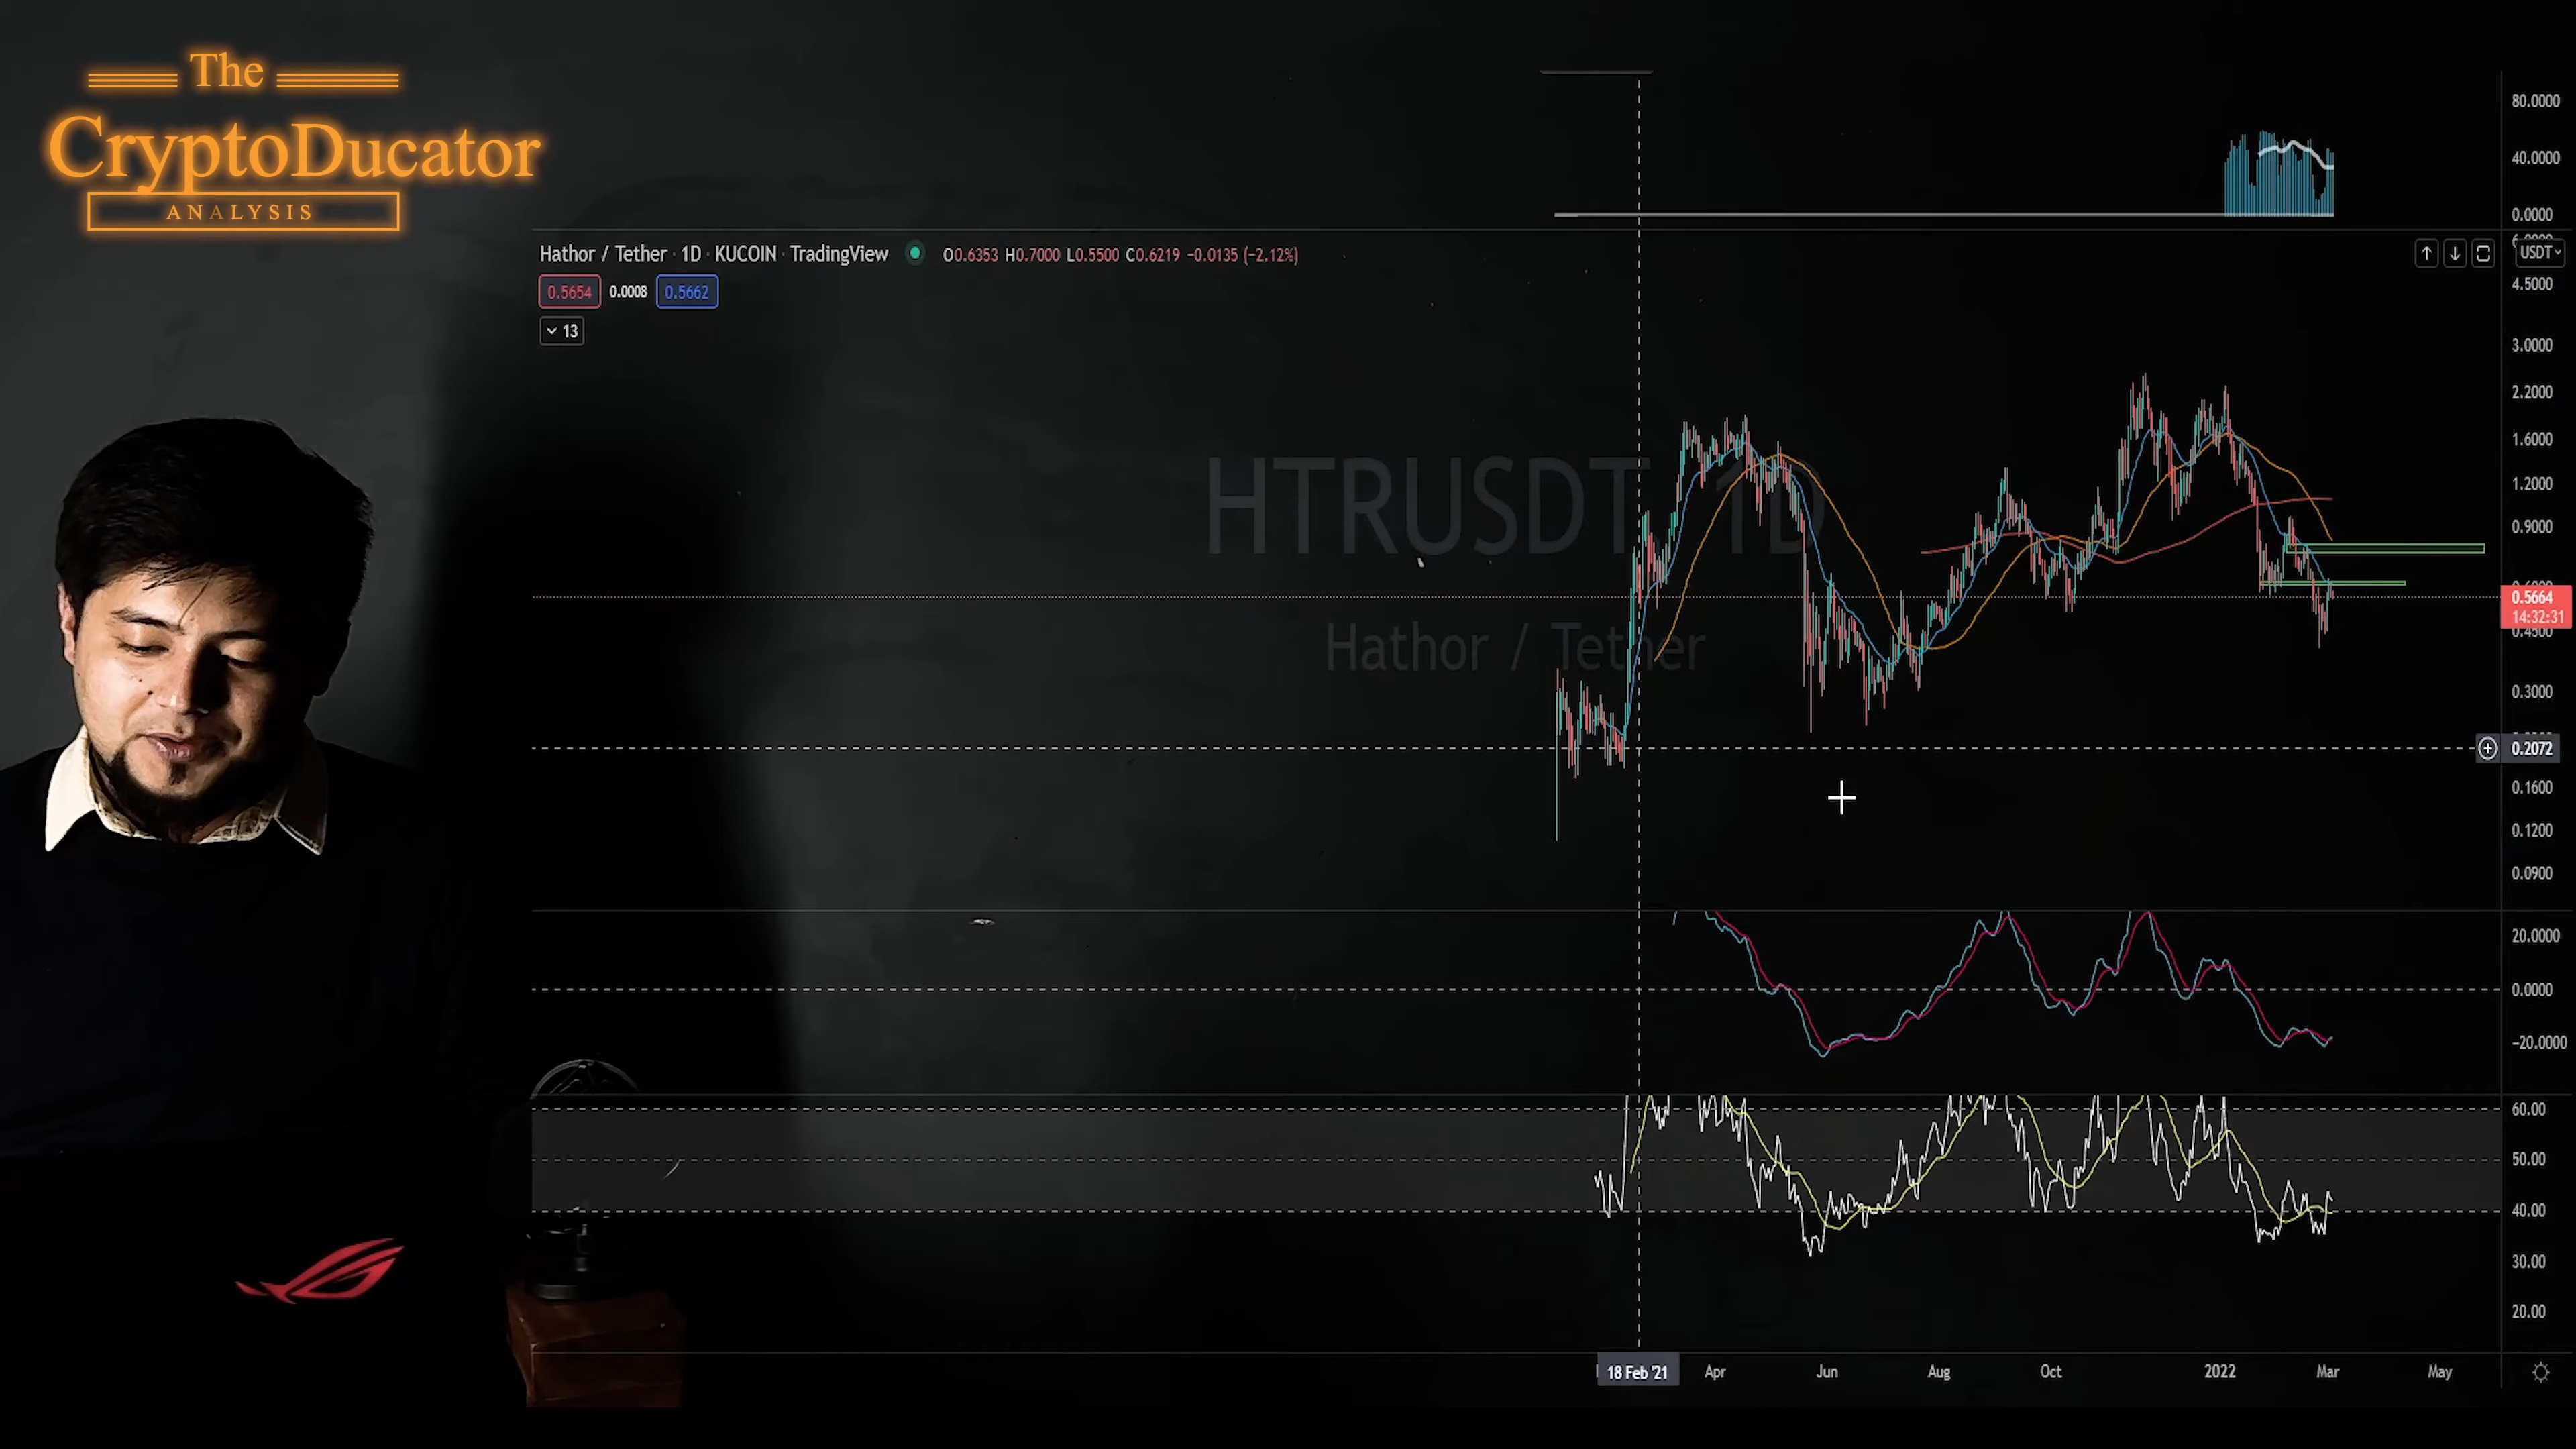 The
CryptoDucator
ANALYSIS
80.0000
40.0000
0.0000
Hathor / Tether · 1D · KUCOIN · TradingView O0.6353 H0.7000 L0.5500 C0.6219 −0.0135 (−2.12%)
USDT
0.5654 0.0008 0.5662
13
4.5000
3.0000
2.2000
1.6000
HTRUSDT, 1D
1.2000
0.9000
0.5664
14:32:31
0.4500
Hathor / Tether
0.3000
0.2072
0.1600
0.1200
0.0900
20.0000
0.0000
−20.0000
60.00
50.00
40.00
30.00
20.00
18 Feb '21 Apr Jun Aug Oct 2022 Mar May